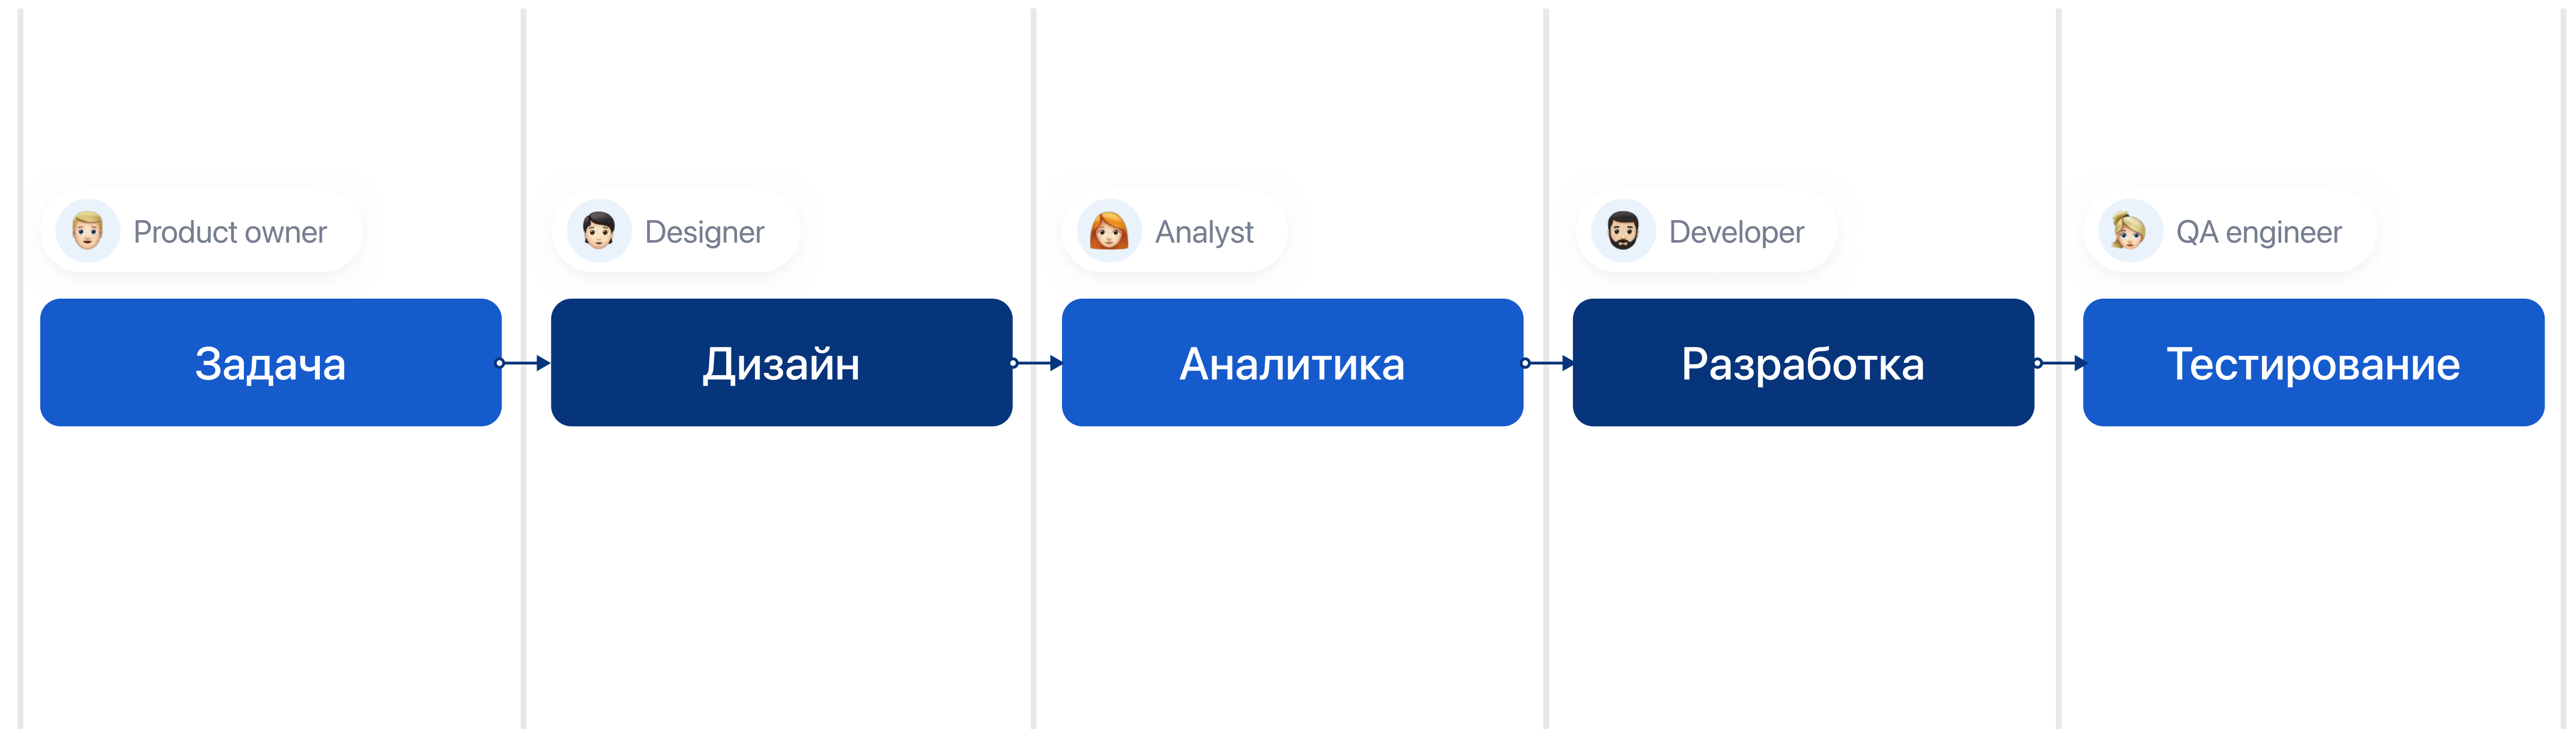 Product owner
Designer
Analyst
Developer
QA engineer
Задача
Дизайн
Аналитика
Разработка
Тестирование